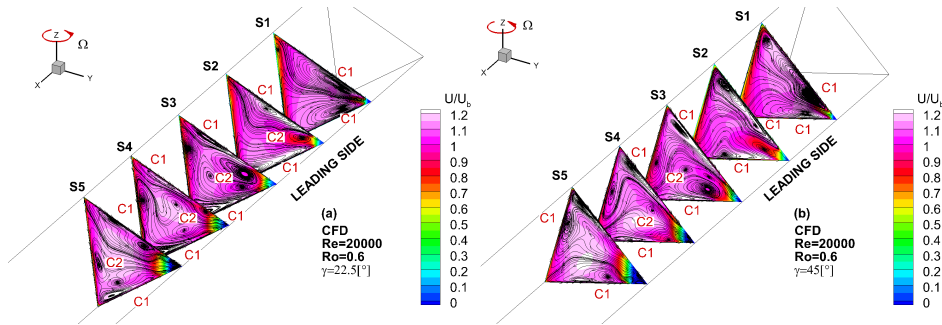 Z
Ω
X
Y
S1
S2
S3
S4
S5
C1
C1
C1
C2
C1
C1
C2
C1
C1
C2
C1
C2
C1
C1
LEADING SIDE
(a)
CFD
Re=20000
Ro=0.6
γ=22.5[°]
U/Ub
1.2
1.1
1
0.9
0.8
0.7
0.6
0.5
0.4
0.3
0.2
0.1
0
Z
Ω
X
Y
S1
S2
S3
S4
S5
C1
C1
C1
C1
C1
C1
C2
C1
C1
C2
C1
C1
C1
LEADING SIDE
(b)
CFD
Re=20000
Ro=0.6
γ=45[°]
U/Ub
1.2
1.1
1
0.9
0.8
0.7
0.6
0.5
0.4
0.3
0.2
0.1
0